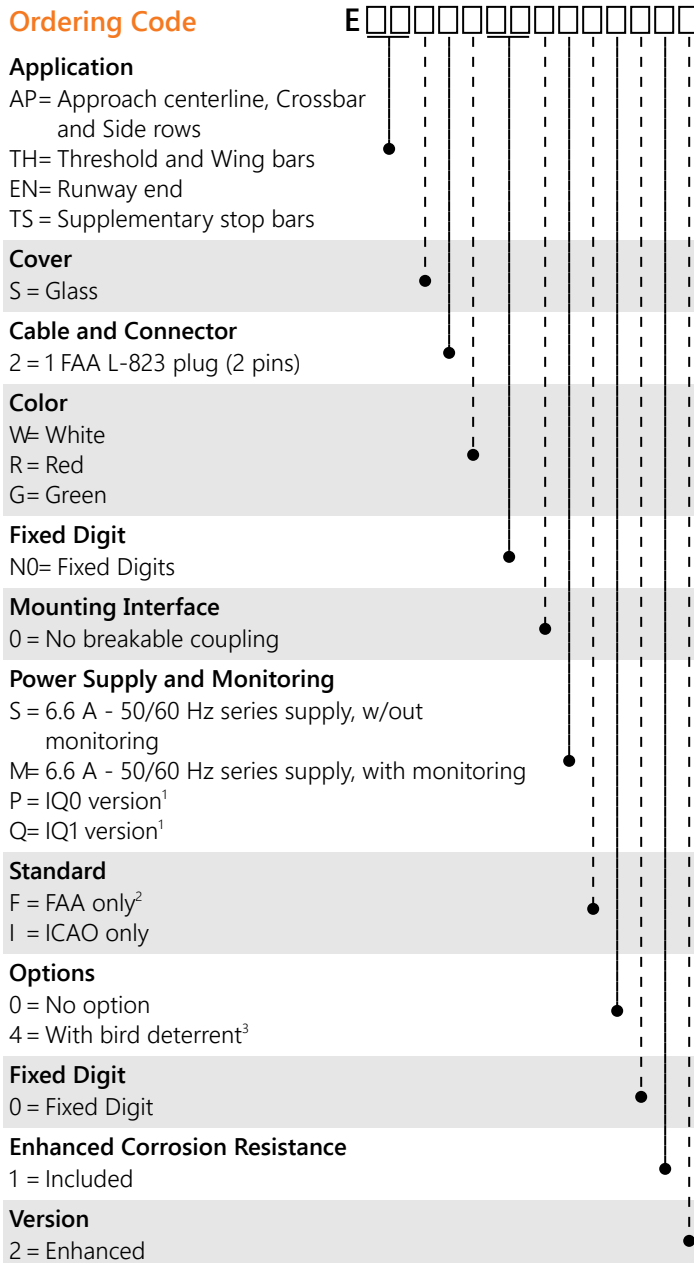 Ordering Code E
Application
AP= Approach centerline, Crossbar
and Side rows
TH= Threshold and Wing bars
EN= Runway end
TS = Supplementary stop bars
Cover
S = Glass
Cable and Connector
2 = 1 FAA L-823 plug (2 pins)
Color
W= White
R = Red
G= Green
Fixed Digit
N0= Fixed Digits
Mounting Interface
0 = No breakable coupling
Power Supply and Monitoring
S = 6.6 A - 50/60 Hz series supply, w/out
monitoring
M= 6.6 A - 50/60 Hz series supply, with monitoring
P = IQ0 version¹
Q= IQ1 version¹
Standard
F = FAA only²
I = ICAO only
Options
0 = No option
4 = With bird deterrent³
Fixed Digit
0 = Fixed Digit
Enhanced Corrosion Resistance
1 = Included
Version
2 = Enhanced